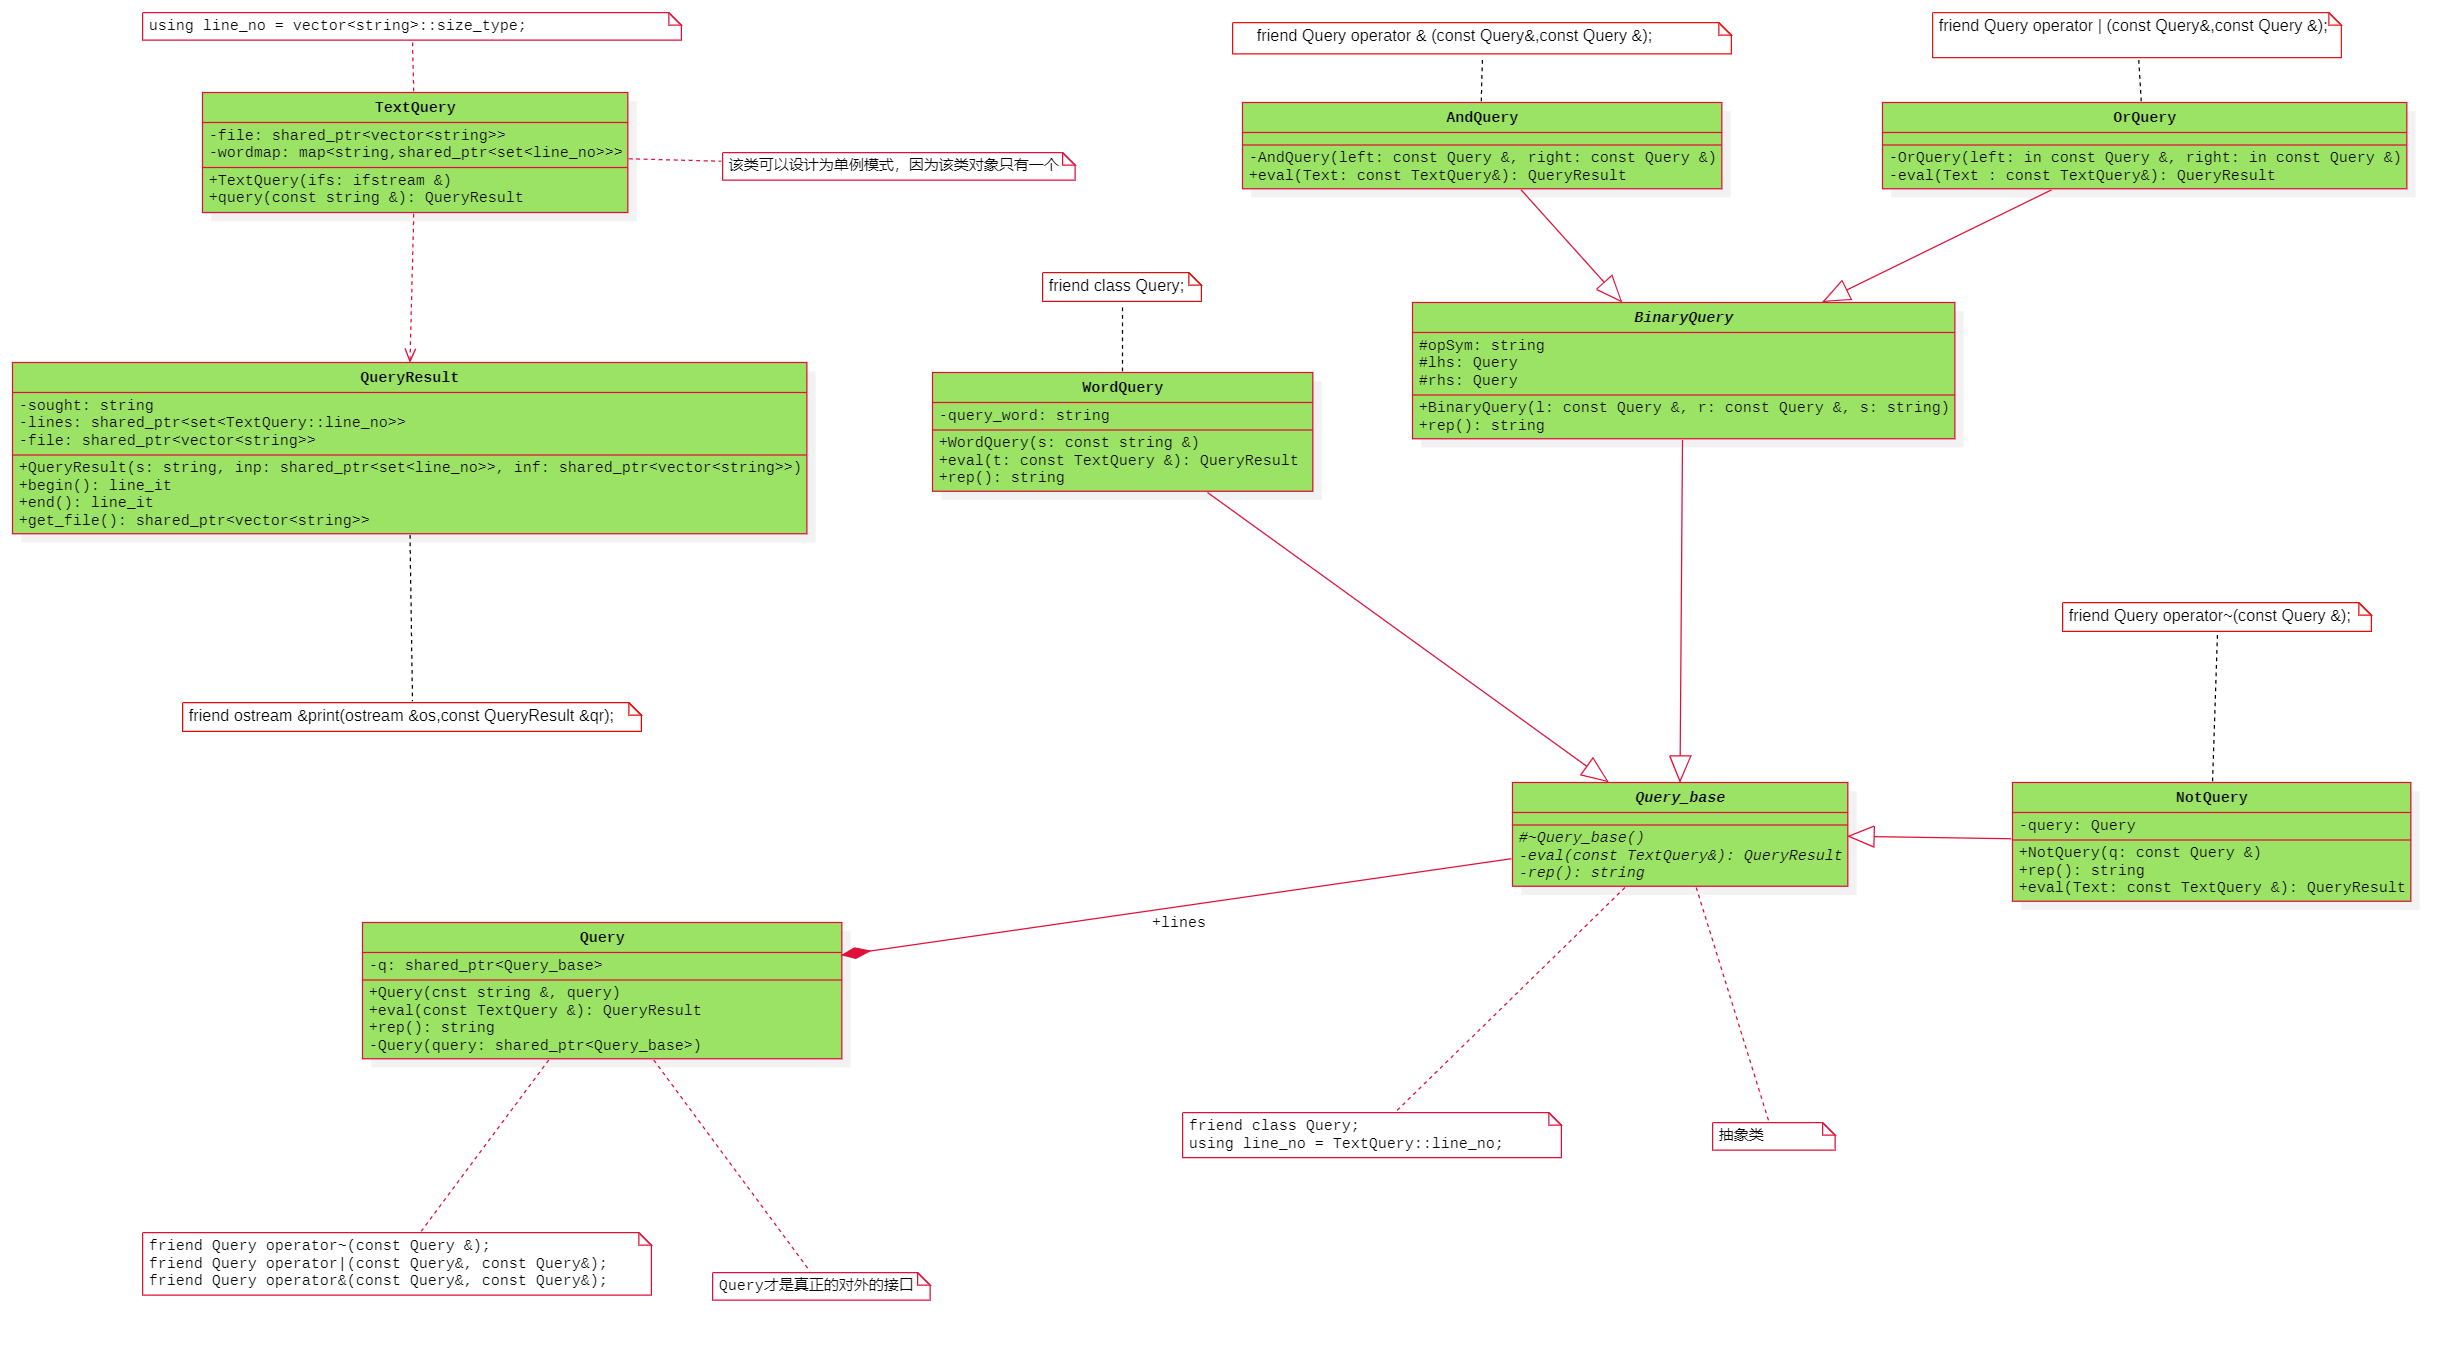 using line_no = vector<string>::size_type;
TextQuery
-file: shared_ptr<vector<string>>
-wordmap: map<string,shared_ptr<set<line_no>>>
+TextQuery(ifs: ifstream &)
+query(const string &): QueryResult
该类可以设计为单例模式，因为该类对象只有一个
QueryResult
-sought: string
-lines: shared_ptr<set<TextQuery::line_no>>
-file: shared_ptr<vector<string>>
+QueryResult(s: string, inp: shared_ptr<set<line_no>>, inf: shared_ptr<vector<string>>)
+begin(): line_it
+end(): line_it
+get_file(): shared_ptr<vector<string>>
friend ostream &print(ostream &os,const QueryResult &qr);
friend Query operator & (const Query&,const Query &);
AndQuery
-AndQuery(left: const Query &, right: const Query &)
+eval(Text: const TextQuery&): QueryResult
friend Query operator | (const Query&,const Query &);
OrQuery
-OrQuery(left: in const Query &, right: in const Query &)
-eval(Text : const TextQuery&): QueryResult
friend class Query;
WordQuery
-query_word: string
+WordQuery(s: const string &)
+eval(t: const TextQuery &): QueryResult
+rep(): string
BinaryQuery
#opSym: string
#lhs: Query
#rhs: Query
+BinaryQuery(l: const Query &, r: const Query &, s: string)
+rep(): string
friend Query operator~(const Query &);
Query_base
#~Query_base()
-eval(const TextQuery&): QueryResult
-rep(): string
NotQuery
-query: Query
+NotQuery(q: const Query &)
+rep(): string
+eval(Text: const TextQuery &): QueryResult
+lines
Query
-q: shared_ptr<Query_base>
+Query(cnst string &, query)
+eval(const TextQuery &): QueryResult
+rep(): string
-Query(query: shared_ptr<Query_base>)
friend class Query;
using line_no = TextQuery::line_no;
抽象类
friend Query operator~(const Query &);
friend Query operator|(const Query&, const Query&);
friend Query operator&(const Query&, const Query&);
Query才是真正的对外的接口